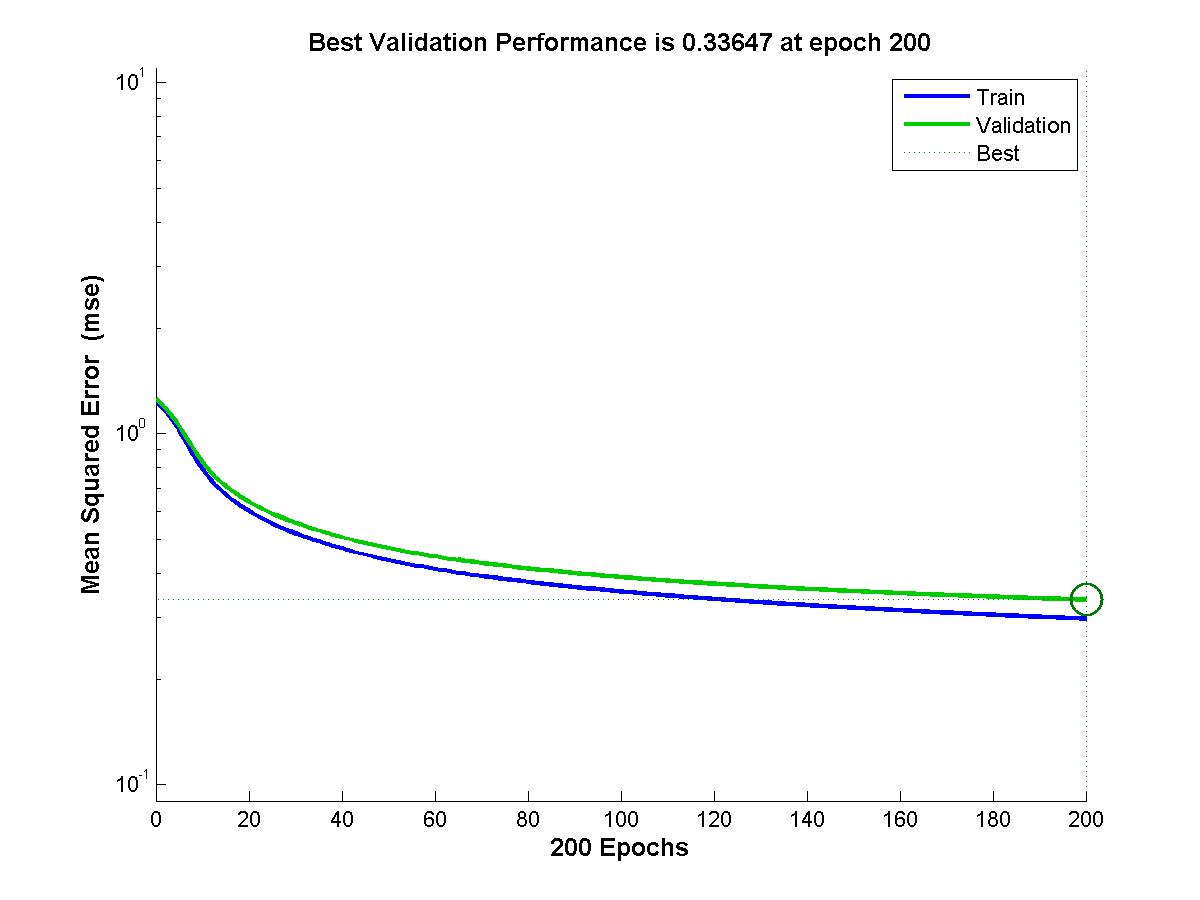 Best Validation Performance is 0.33647 at epoch 200
Train
Validation
Best
Mean Squared Error (mse)
10^1
10^0
10^-1
0 20 40 60 80 100 120 140 160 180 200
200 Epochs